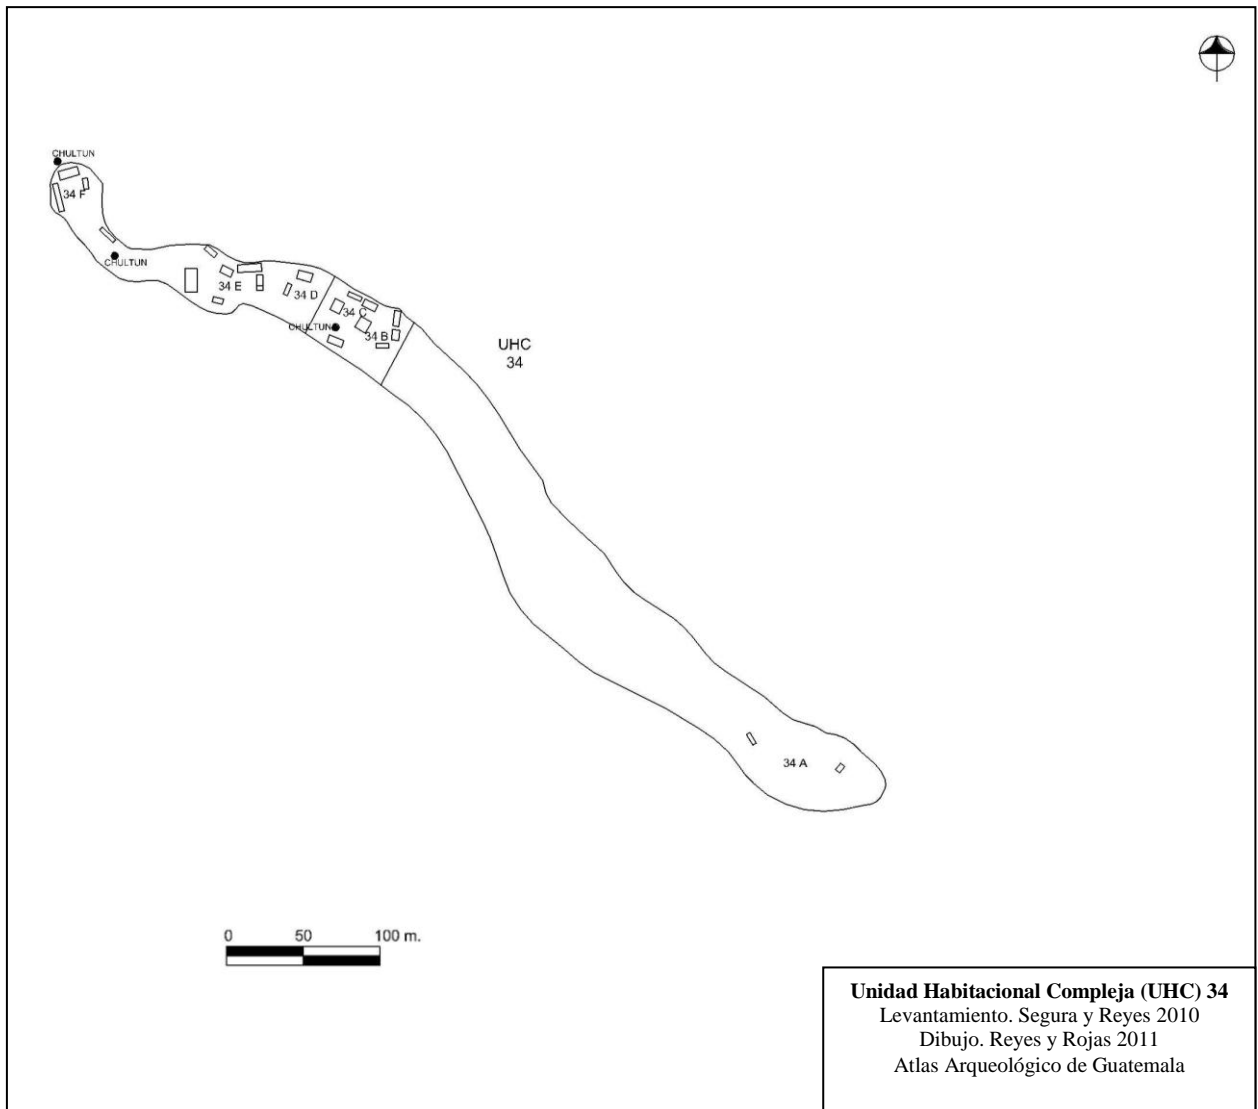 CHULTUN
34 F
CHULTUN
34 E
34 D
34 C
CHULTUN
34 B
UHC
34
34 A
0 50 100 m.
Unidad Habitacional Compleja (UHC) 34
Levantamiento. Segura y Reyes 2010
Dibujo. Reyes y Rojas 2011
Atlas Arqueológico de Guatemala